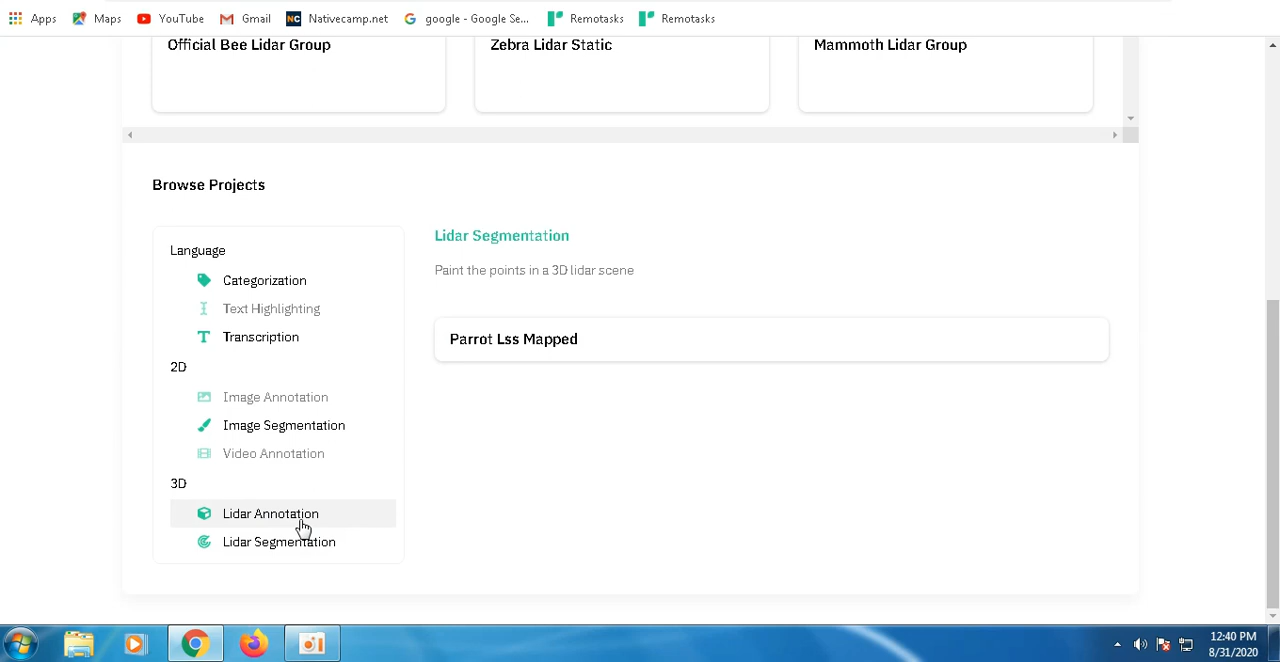 Apps Maps YouTube Gmail NC Nativecamp.net google - Google Se... Remotasks Remotasks
Official Bee Lidar Group Zebra Lidar Static Mammoth Lidar Group
Browse Projects
Language
Categorization
Text Highlighting
Transcription
2D
Image Annotation
Image Segmentation
Video Annotation
3D
Lidar Annotation
Lidar Segmentation
Lidar Segmentation
Paint the points in a 3D lidar scene
Parrot Lss Mapped
12:40 PM
8/31/2020